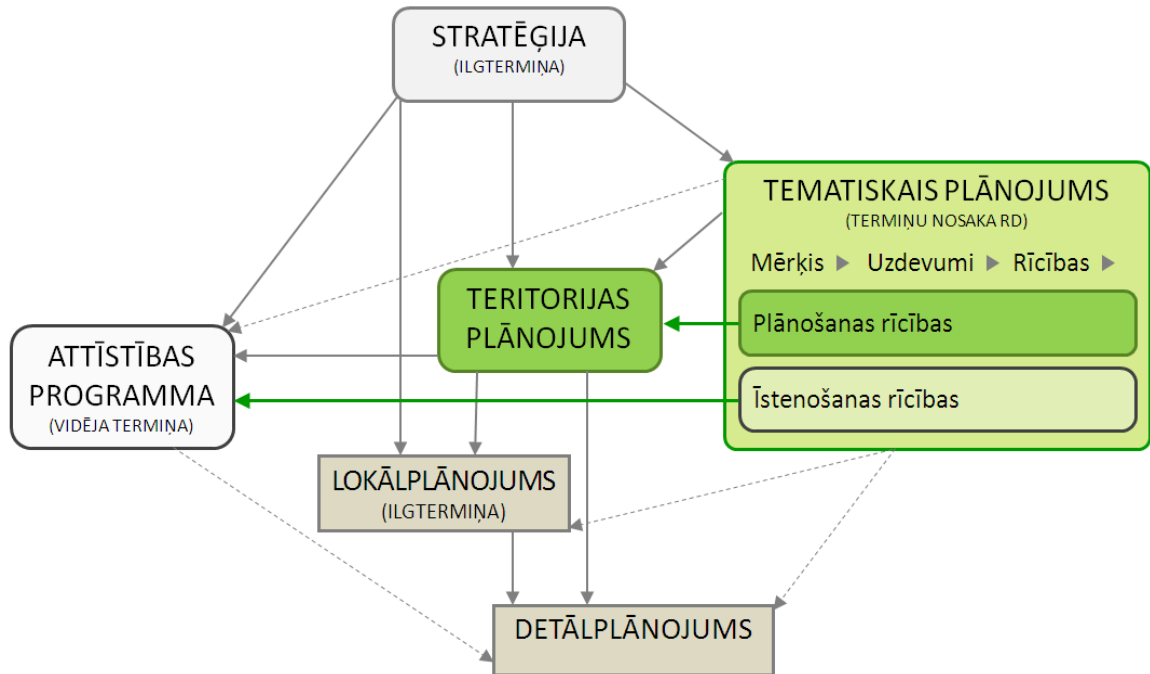 STRATĒĢIJA
(ILGTERMIŅA)
TEMATISKAIS PLĀNOJUMS
(TERMIŅU NOSAKA RD)
Mērķis ▶ Uzdevumi ▶ Rīcības ▶
TERITORIJAS
PLĀNOJUMS
Plānošanas rīcības
ATTĪSTĪBAS
PROGRAMMA
(VIDĒJA TERMIŅA)
Īstenošanas rīcības
LOKĀLPLĀNOJUMS
(ILGTERMIŅA)
DETĀLPLĀNOJUMS